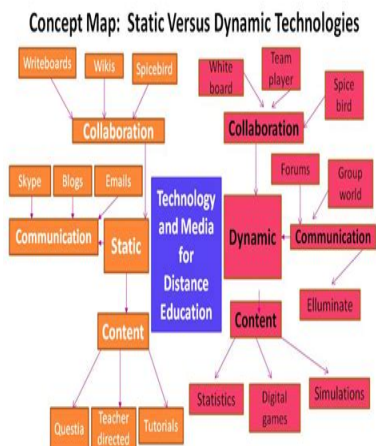 Concept Map: Static Versus Dynamic Technologies
Writeboards
Wikis
Spicebird
Collaboration
Skype
Blogs
Emails
Communication
Static
Content
Questia
Teacher
directed
Tutorials
Technology
and Media
for
Distance
Education
White
board
Team
player
Spice
bird
Collaboration
Forums
Group
world
Dynamic
Communication
Elluminate
Content
Statistics
Digital
games
Simulations